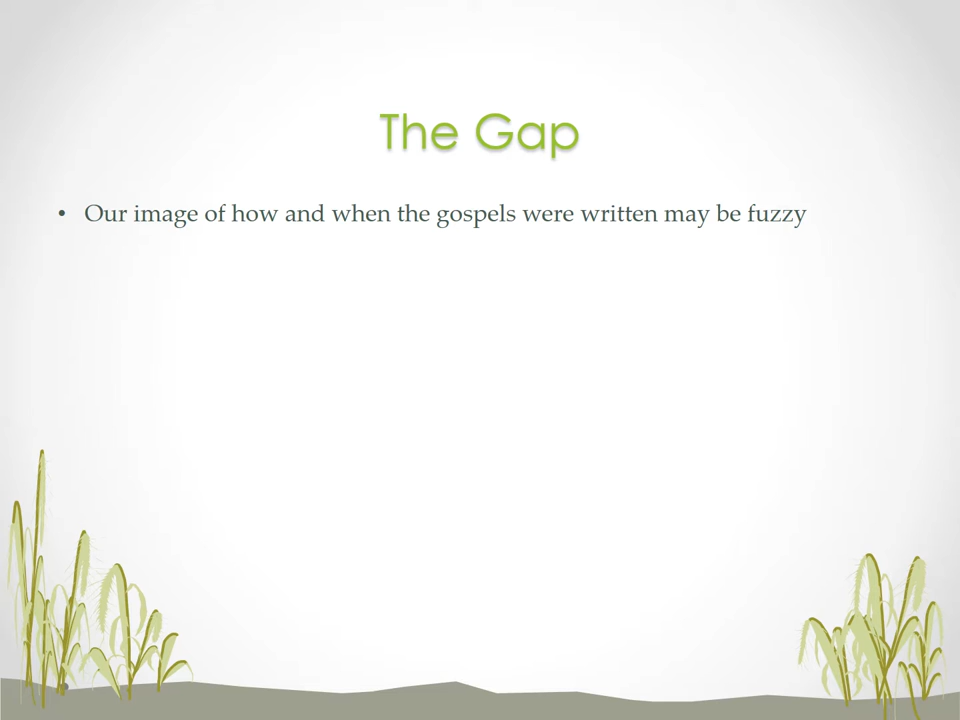 The Gap
• Our image of how and when the gospels were written may be fuzzy